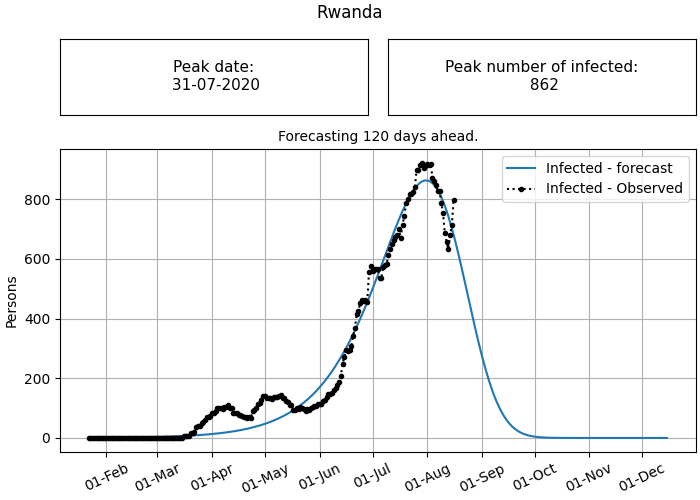 Rwanda
Peak date:
31-07-2020
Peak number of infected:
862
Forecasting 120 days ahead.
Infected - forecast
Infected - Observed
Persons
800
600
400
200
0
01-Feb
01-Mar
01-Apr
01-May
01-Jun
01-Jul
01-Aug
01-Sep
01-Oct
01-Nov
01-Dec